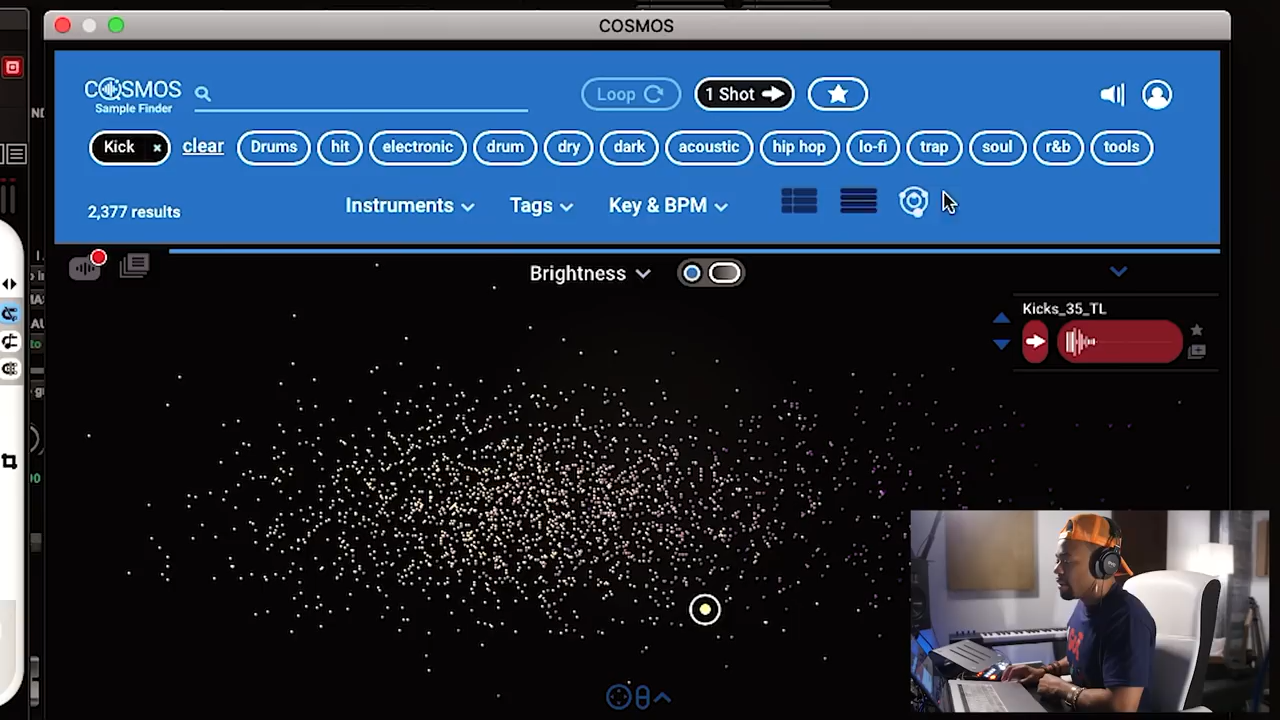 COSMOS
COSMOS
Sample Finder
Loop
1 Shot
Kick ×
clear
Drums
hit
electronic
drum
dry
dark
acoustic
hip hop
lo-fi
trap
soul
r&b
tools
2,377 results
Instruments
Tags
Key & BPM
Brightness
Kicks_35_TL